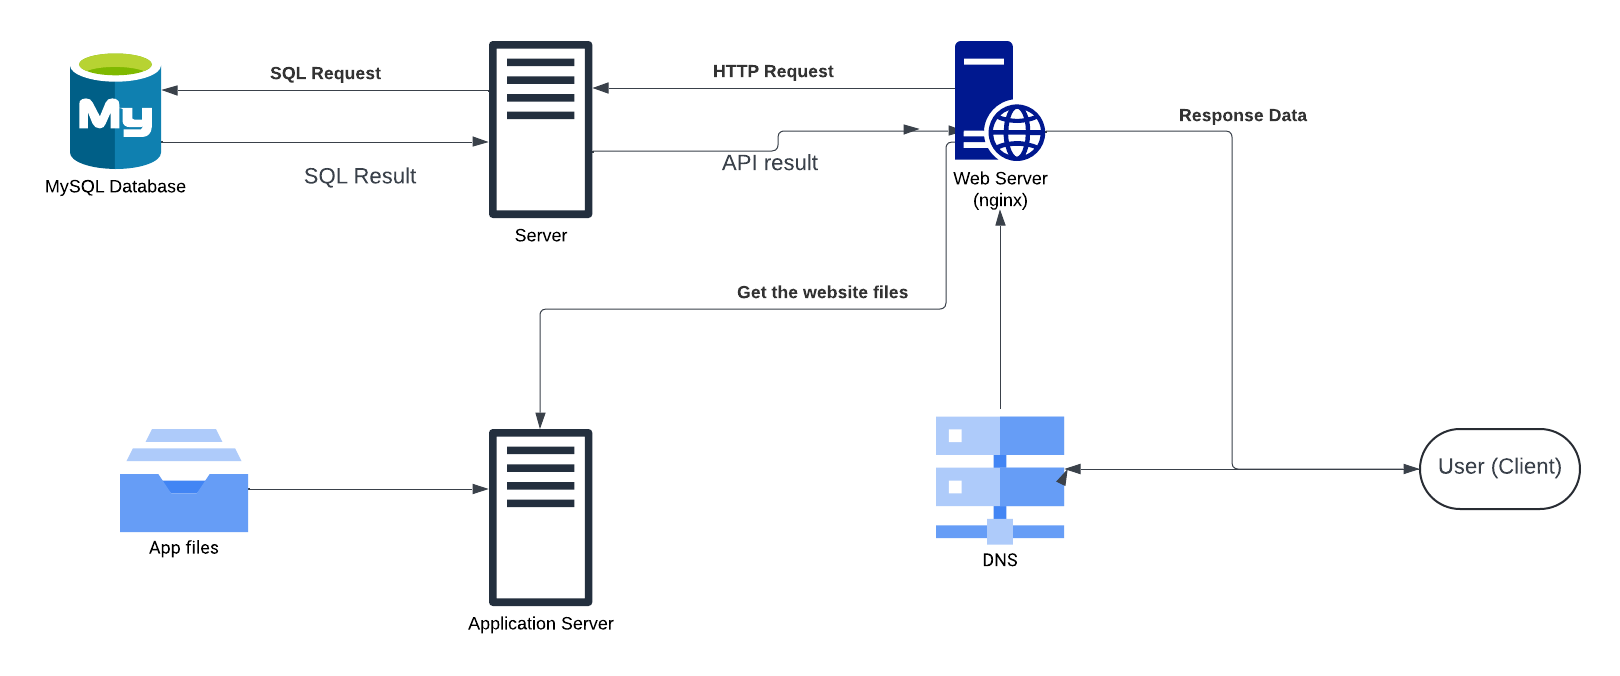 SQL Request
HTTP Request
My
Response Data
API result
SQL Result
MySQL Database
Web Server
(nginx)
Server
Get the website files
User (Client)
App files
DNS
Application Server